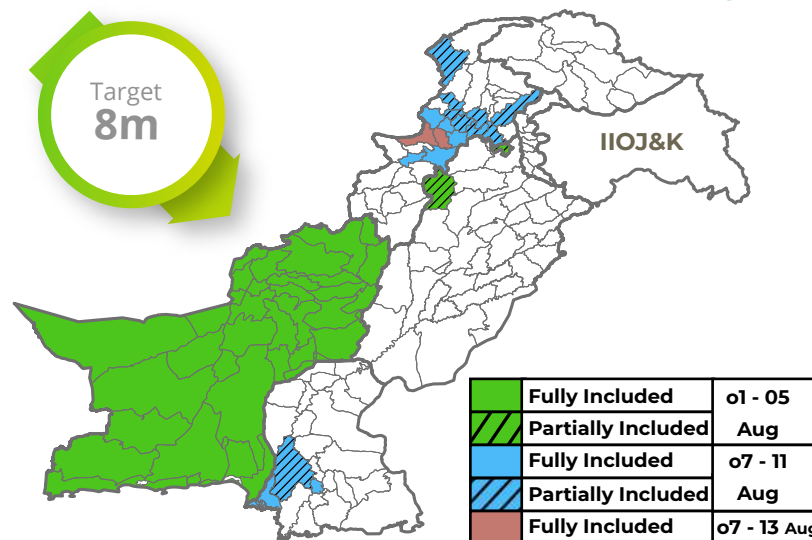 Target
8m
IIOJ&K
Fully Included
o1 - 05
Partially Included
Aug
Fully Included
o7 - 11
Partially Included
Aug
Fully Included
o7 - 13 Aug